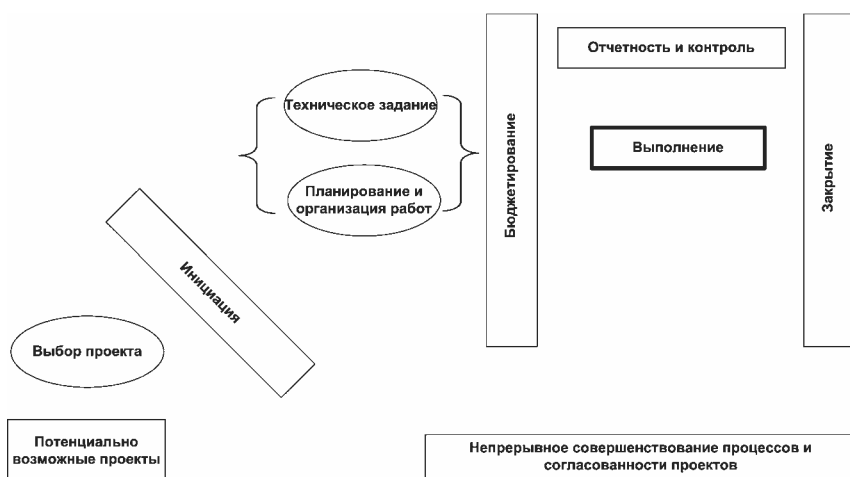 Отчетность и контроль
Техническое задание
Выполнение
Планирование и
организация работ
Бюджетирование
Закрытие
Инициация
Выбор проекта
Потенциально
возможные проекты
Непрерывное совершенствование процессов и
согласованности проектов